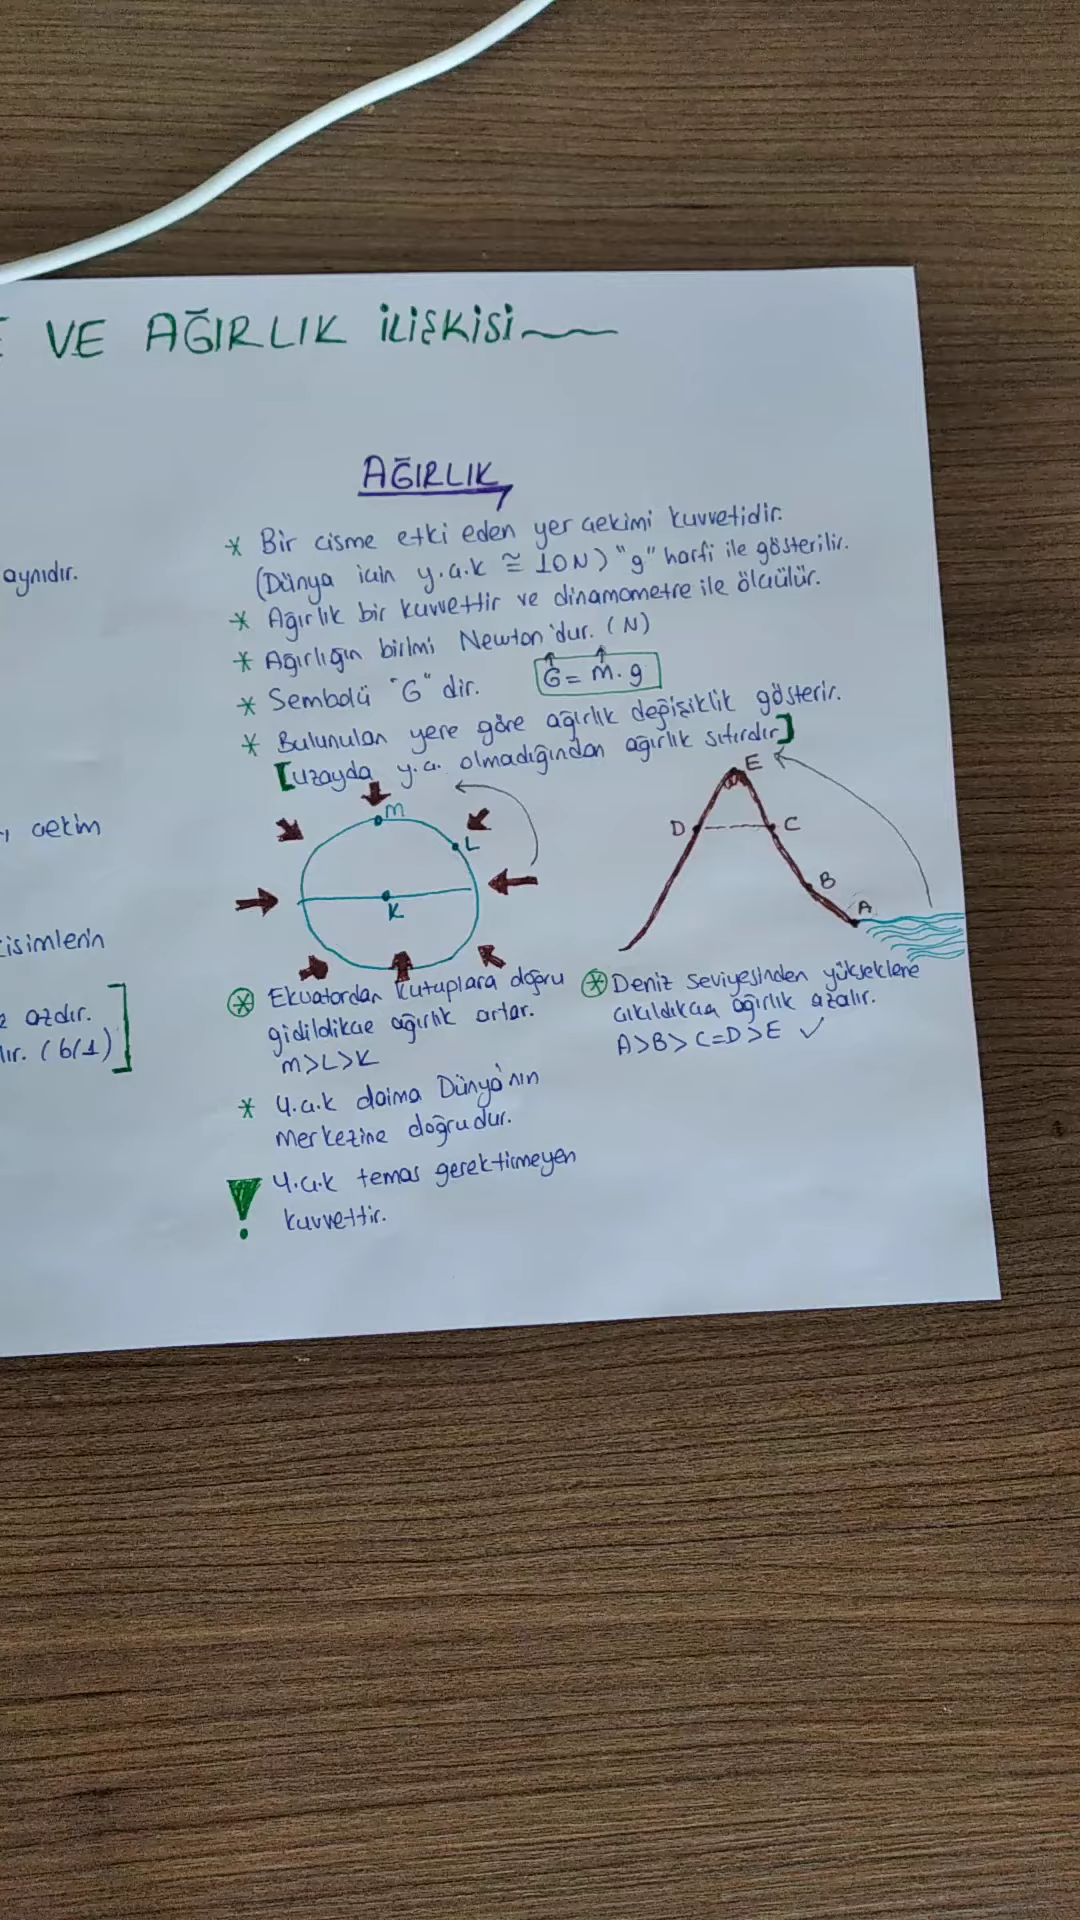 VE AĞIRLIK İLİŞKİSİ
AĞIRLIK
* Bir cisme etki eden yer çekimi kuvvetidir.
(Dünya için y.ç.k ≅ 10N) "g" harfi ile gösterilir.
* Ağırlık bir kuvvettir ve dinamometre ile ölçülür.
* Ağırlığın birimi Newton'dur. (N)
* Sembolü "G" dir. G = m.g
* Bulunulan yere göre ağırlık değişiklik gösterir.
[Uzayda y.ç. olmadığından ağırlık sıfırdır]
aynıdır.
, çekim
cisimlerin
azdır.
(6/1)]
M
L
K
E
D
C
B
A
* Ekvatordan kutuplara doğru
gidildikçe ağırlık artar.
M>L>K
* Y.ç.k daima Dünya'nın
merkezine doğrudur.
! Y.ç.k temas gerektirmeyen
kuvvettir.
* Deniz seviyesinden yükseklere
çıkıldıkça ağırlık azalır.
A>B>C=D>E ✓